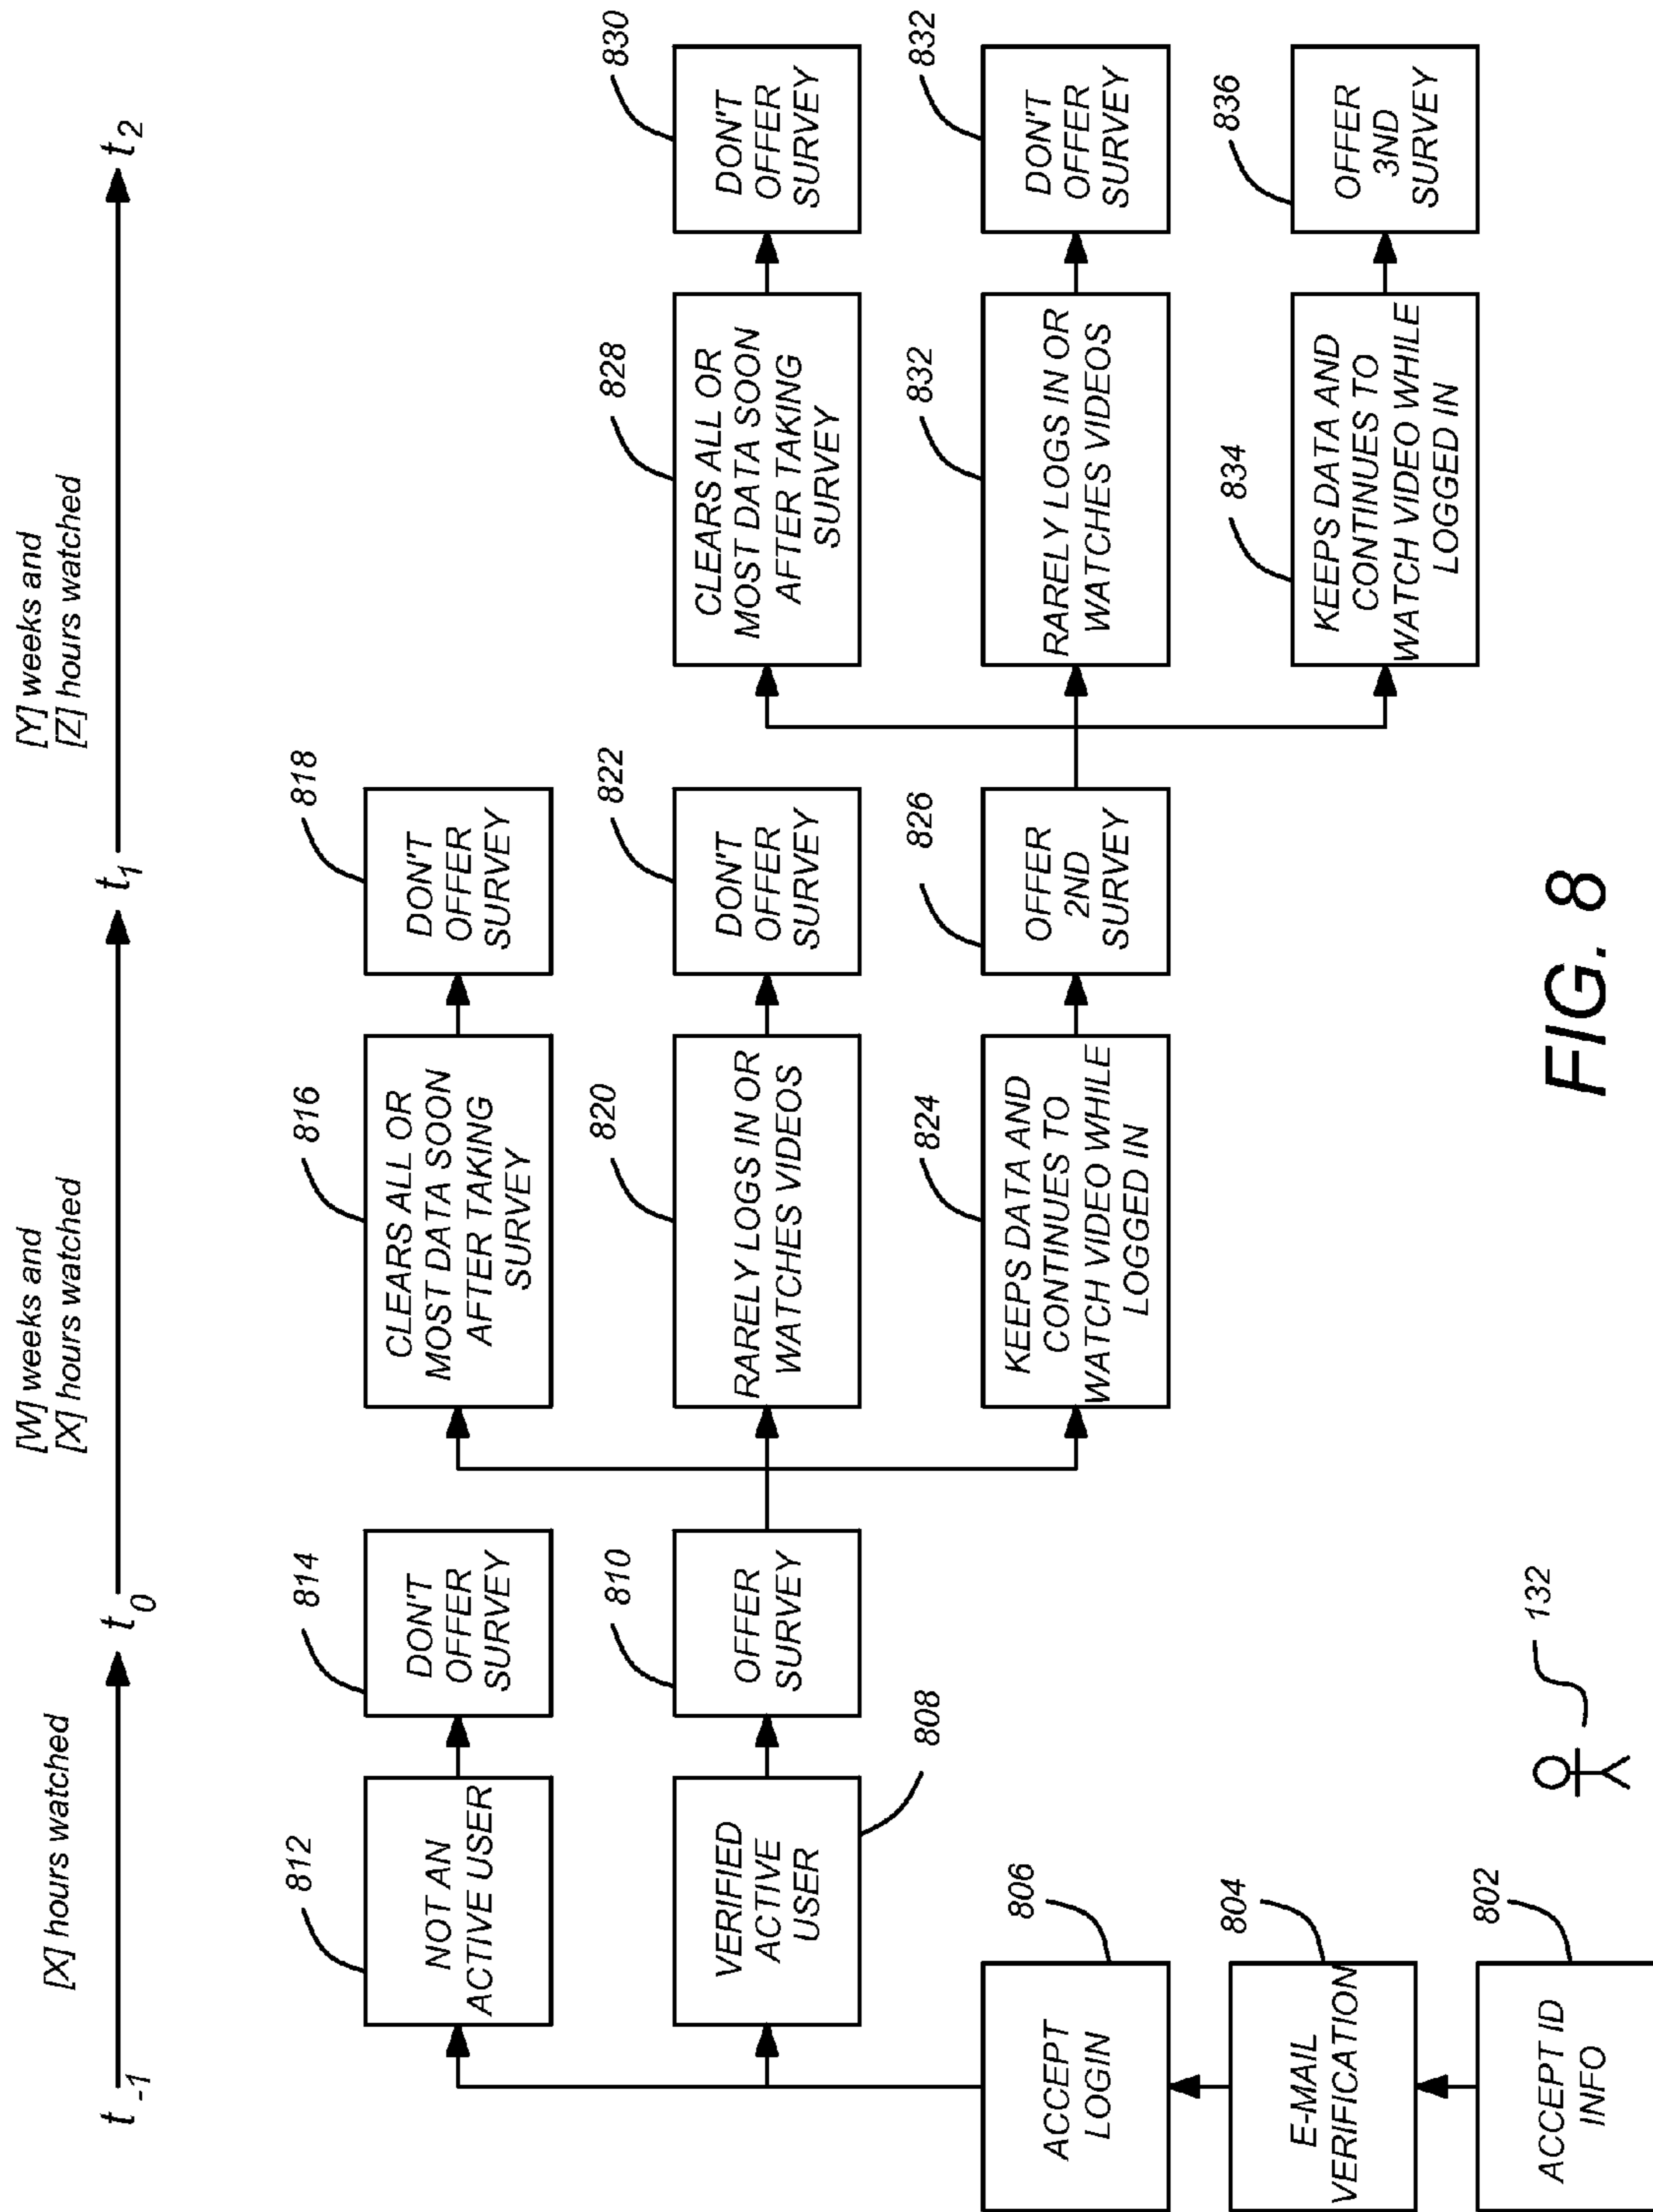 [X] hours watched
[W] weeks and
[X] hours watched
[Y] weeks and
[Z] hours watched
t-1
t0
t1
t2
812
NOT AN
ACTIVE USER
814
DON'T
OFFER
SURVEY
816
CLEARS ALL OR
MOST DATA SOON
AFTER TAKING
SURVEY
818
DON'T
OFFER
SURVEY
VERIFIED
ACTIVE
USER
808
810
OFFER
SURVEY
820
RARELY LOGS IN OR
WATCHES VIDEOS
822
DON'T
OFFER
SURVEY
828
CLEARS ALL OR
MOST DATA SOON
AFTER TAKING
SURVEY
830
DON'T
OFFER
SURVEY
806
ACCEPT
LOGIN
824
KEEPS DATA AND
CONTINUES TO
WATCH VIDEO WHILE
LOGGED IN
826
OFFER
2ND
SURVEY
832
RARELY LOGS IN OR
WATCHES VIDEOS
832
DON'T
OFFER
SURVEY
804
E-MAIL
VERIFICATION
834
KEEPS DATA AND
CONTINUES TO
WATCH VIDEO WHILE
LOGGED IN
836
OFFER
3ND
SURVEY
802
ACCEPT ID
INFO
132
FIG. 8